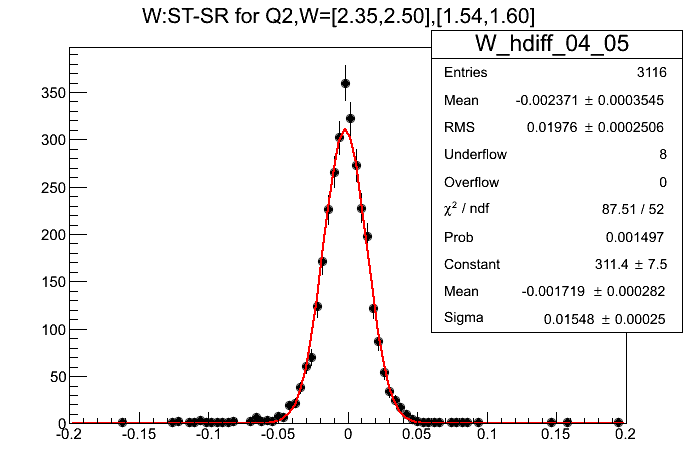 W:ST-SR for Q2,W=[2.35,2.50],[1.54,1.60]
W_hdiff_04_05
Entries 3116
Mean -0.002371 ± 0.0003545
RMS 0.01976 ± 0.0002506
Underflow 8
Overflow 0
χ² / ndf 87.51 / 52
Prob 0.001497
Constant 311.4 ± 7.5
Mean -0.001719 ± 0.000282
Sigma 0.01548 ± 0.00025
350
300
250
200
150
100
50
0
-0.2 -0.15 -0.1 -0.05 0 0.05 0.1 0.15 0.2